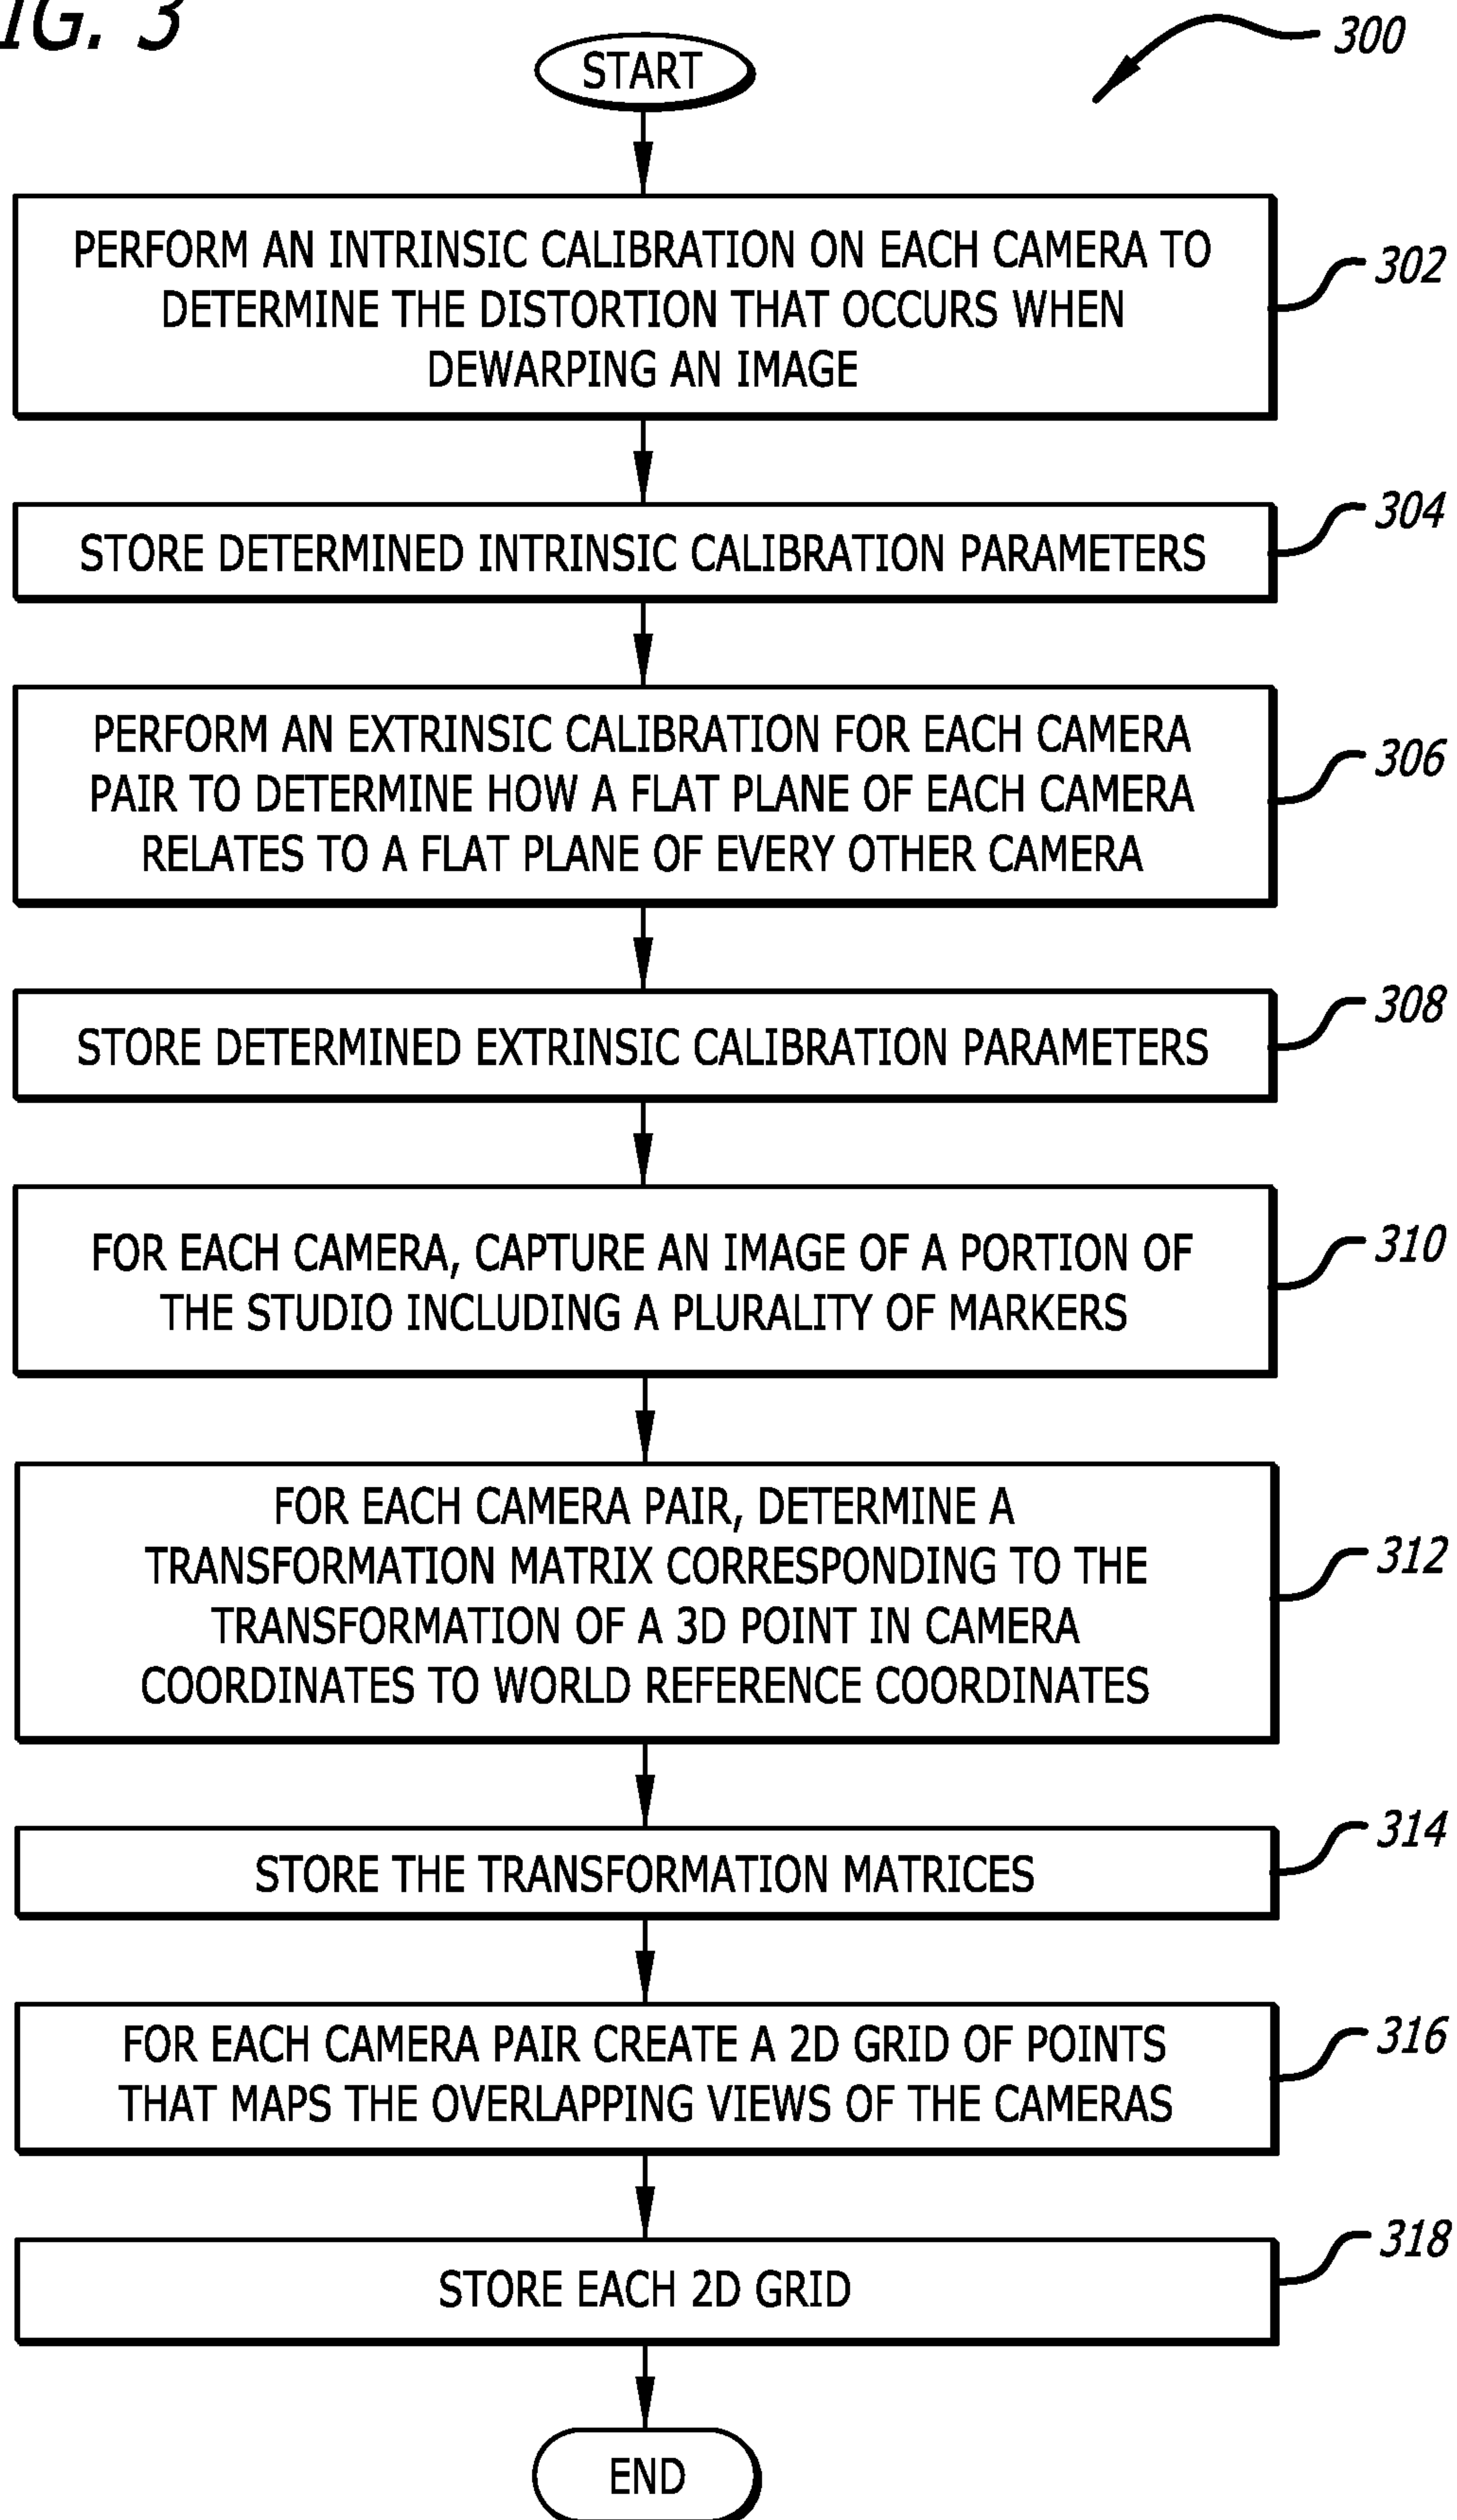 IG. 3
300
START
PERFORM AN INTRINSIC CALIBRATION ON EACH CAMERA TO
DETERMINE THE DISTORTION THAT OCCURS WHEN
DEWARPING AN IMAGE
302
STORE DETERMINED INTRINSIC CALIBRATION PARAMETERS
304
PERFORM AN EXTRINSIC CALIBRATION FOR EACH CAMERA
PAIR TO DETERMINE HOW A FLAT PLANE OF EACH CAMERA
RELATES TO A FLAT PLANE OF EVERY OTHER CAMERA
306
STORE DETERMINED EXTRINSIC CALIBRATION PARAMETERS
308
FOR EACH CAMERA, CAPTURE AN IMAGE OF A PORTION OF
THE STUDIO INCLUDING A PLURALITY OF MARKERS
310
FOR EACH CAMERA PAIR, DETERMINE A
TRANSFORMATION MATRIX CORRESPONDING TO THE
TRANSFORMATION OF A 3D POINT IN CAMERA
COORDINATES TO WORLD REFERENCE COORDINATES
312
STORE THE TRANSFORMATION MATRICES
314
FOR EACH CAMERA PAIR CREATE A 2D GRID OF POINTS
THAT MAPS THE OVERLAPPING VIEWS OF THE CAMERAS
316
STORE EACH 2D GRID
318
END